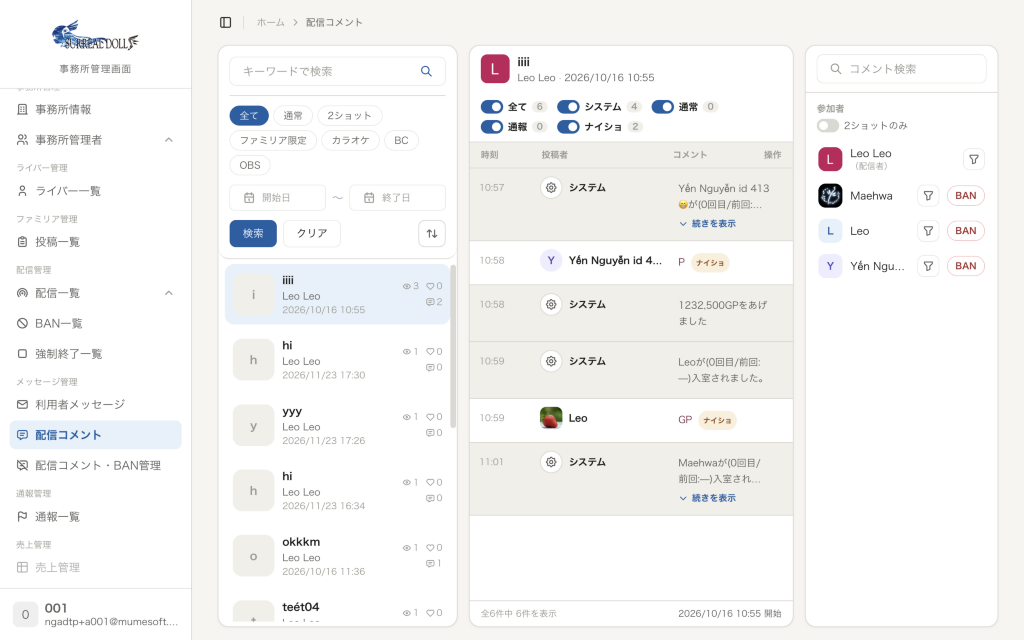 SURREAL DOLL
事務所管理画面
事務所情報
事務所管理者
ライバー管理
ライバー一覧
ファミリア管理
投稿一覧
配信管理
配信一覧
BAN一覧
強制終了一覧
メッセージ管理
利用者メッセージ
配信コメント
配信コメント・BAN管理
通報管理
通報一覧
売上管理
売上管理
0
001
ngadtp+a001@mumesoft....
ホーム
配信コメント
キーワードで検索
全て 通常 2ショット
ファミリア限定 カラオケ BC
OBS
開始日 〜 終了日
検索 クリア
i
iiii
Leo Leo
2026/10/16 10:55
3 0
2
h
hi
Leo Leo
2026/11/23 17:30
1 0
0
y
yyy
Leo Leo
2026/11/23 17:26
1 0
0
h
hi
Leo Leo
2026/11/23 16:34
1 0
0
o
okkkm
Leo Leo
2026/10/16 11:36
1 0
1
teét04
1 0
L
iiii
Leo Leo · 2026/10/16 10:55
全て 6 システム 4 通常 0
通報 0 ナイショ 2
時刻 投稿者 コメント 操作
10:57 システム Yến Nguyễn id 413
😄が(0回目/前回:...
続きを表示
10:58 Y Yến Nguyễn id 4... P ナイショ
10:58 システム 1232,500GPをあげ
ました
10:59 システム Leoが(0回目/前回:
—)入室されました。
10:59 Leo GP ナイショ
11:01 システム Maehwaが(0回目/
前回:—)入室され...
続きを表示
全6件中 6件を表示
2026/10/16 10:55 開始
コメント検索
参加者
2ショットのみ
L
Leo Leo
(配信者)
Maehwa BAN
L Leo BAN
Y Yến Ngu... BAN